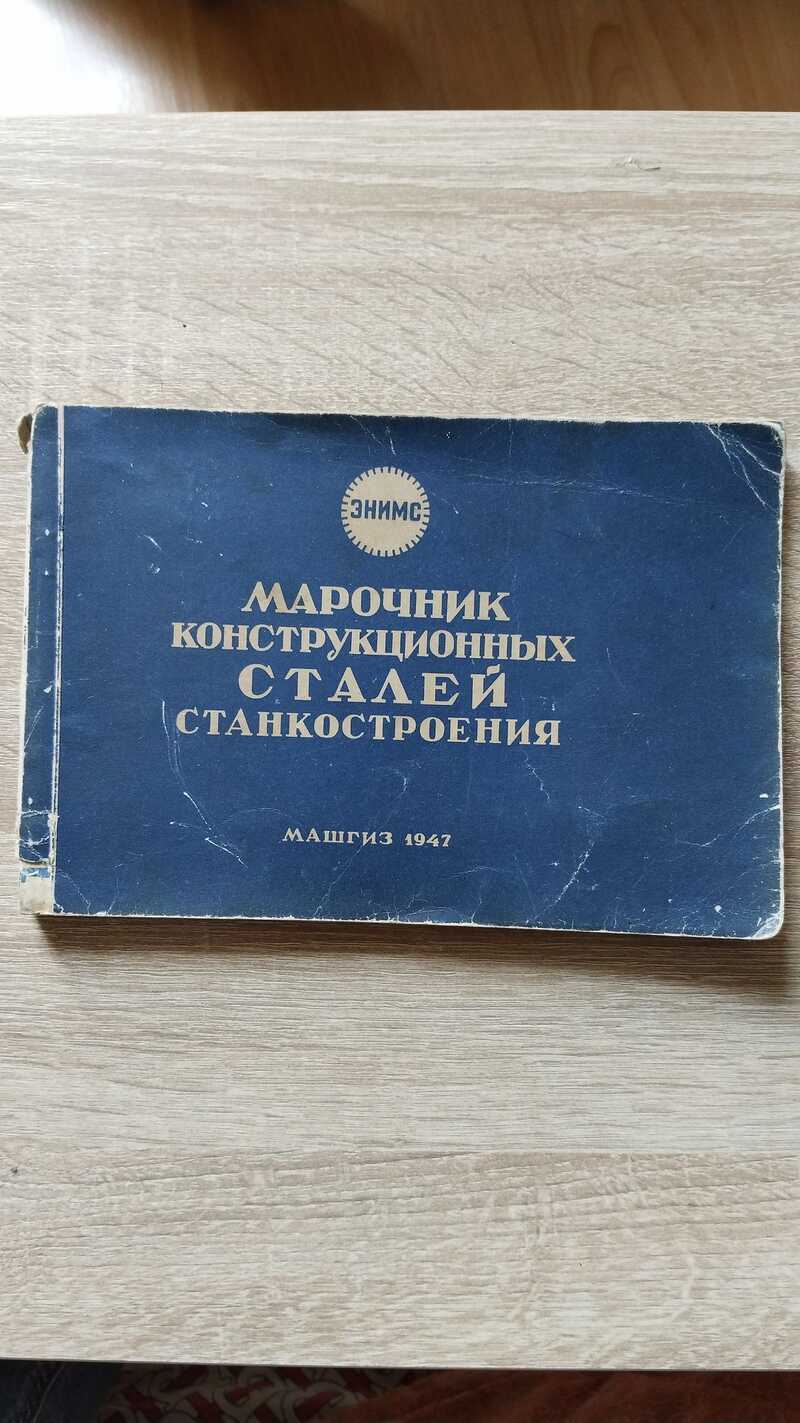 ЭНИМС
МАРОЧНИК
КОНСТРУКЦИОННЫХ
СТАЛЕЙ
СТАНКОСТРОЕНИЯ
МАШГИЗ 1947